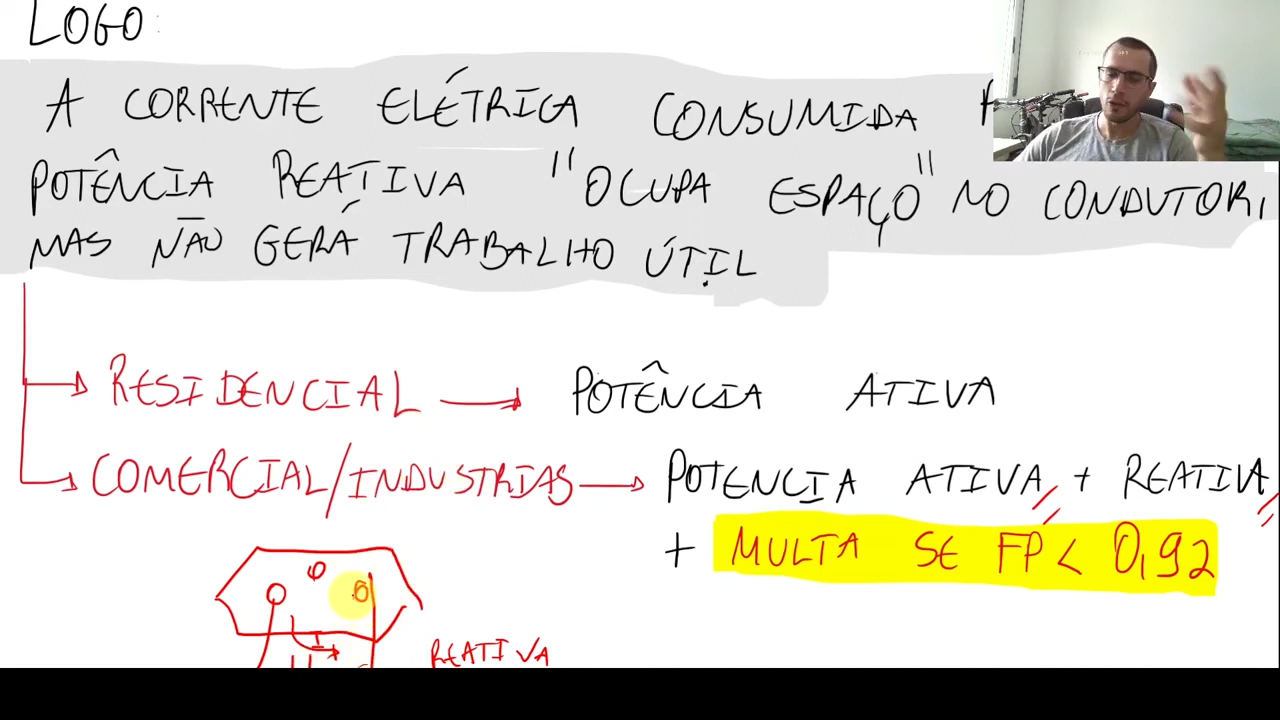 LOGO:
A CORRENTE ELÉTRICA CONSUMIDA
POTÊNCIA REATIVA "OCUPA ESPAÇO" NO CONDUTOR,
MAS NÃO GERÁ TRABALHO ÚTIL
RESIDENCIAL → POTÊNCIA ATIVA
COMERCIAL/INDUSTRIAS → POTENCIA ATIVA + REATIVA
+ MULTA SE FP < 0,92
REATIVA